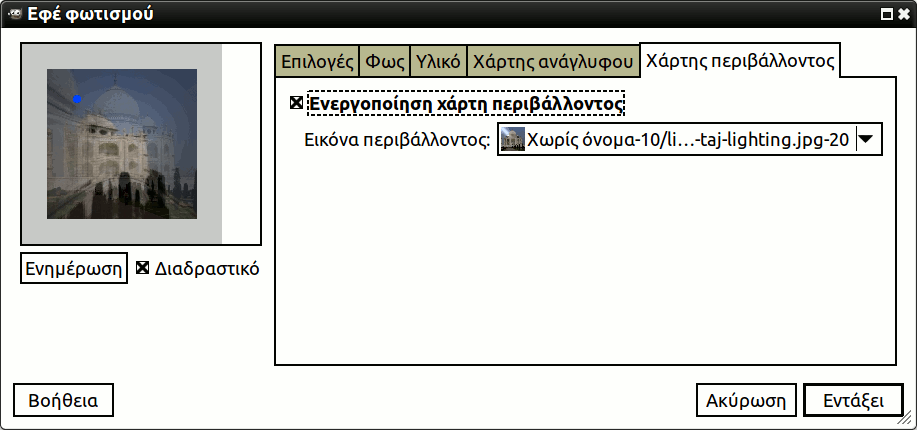 Εφέ φωτισμού
Επιλογές Φως Υλικό Χάρτης ανάγλυφου Χάρτης περιβάλλοντος
Ενεργοποίηση χάρτη περιβάλλοντος
Εικόνα περιβάλλοντος: Χωρίς όνομα-10/li...-taj-lighting.jpg-20
Ενημέρωση Διαδραστικό
Βοήθεια Ακύρωση Εντάξει